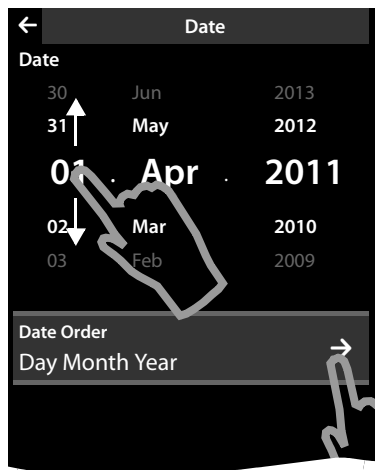 Date
Date
30 Jun 2013
31 May 2012
01 . Apr . 2011
02 Mar 2010
03 Feb 2009
Date Order
Day Month Year